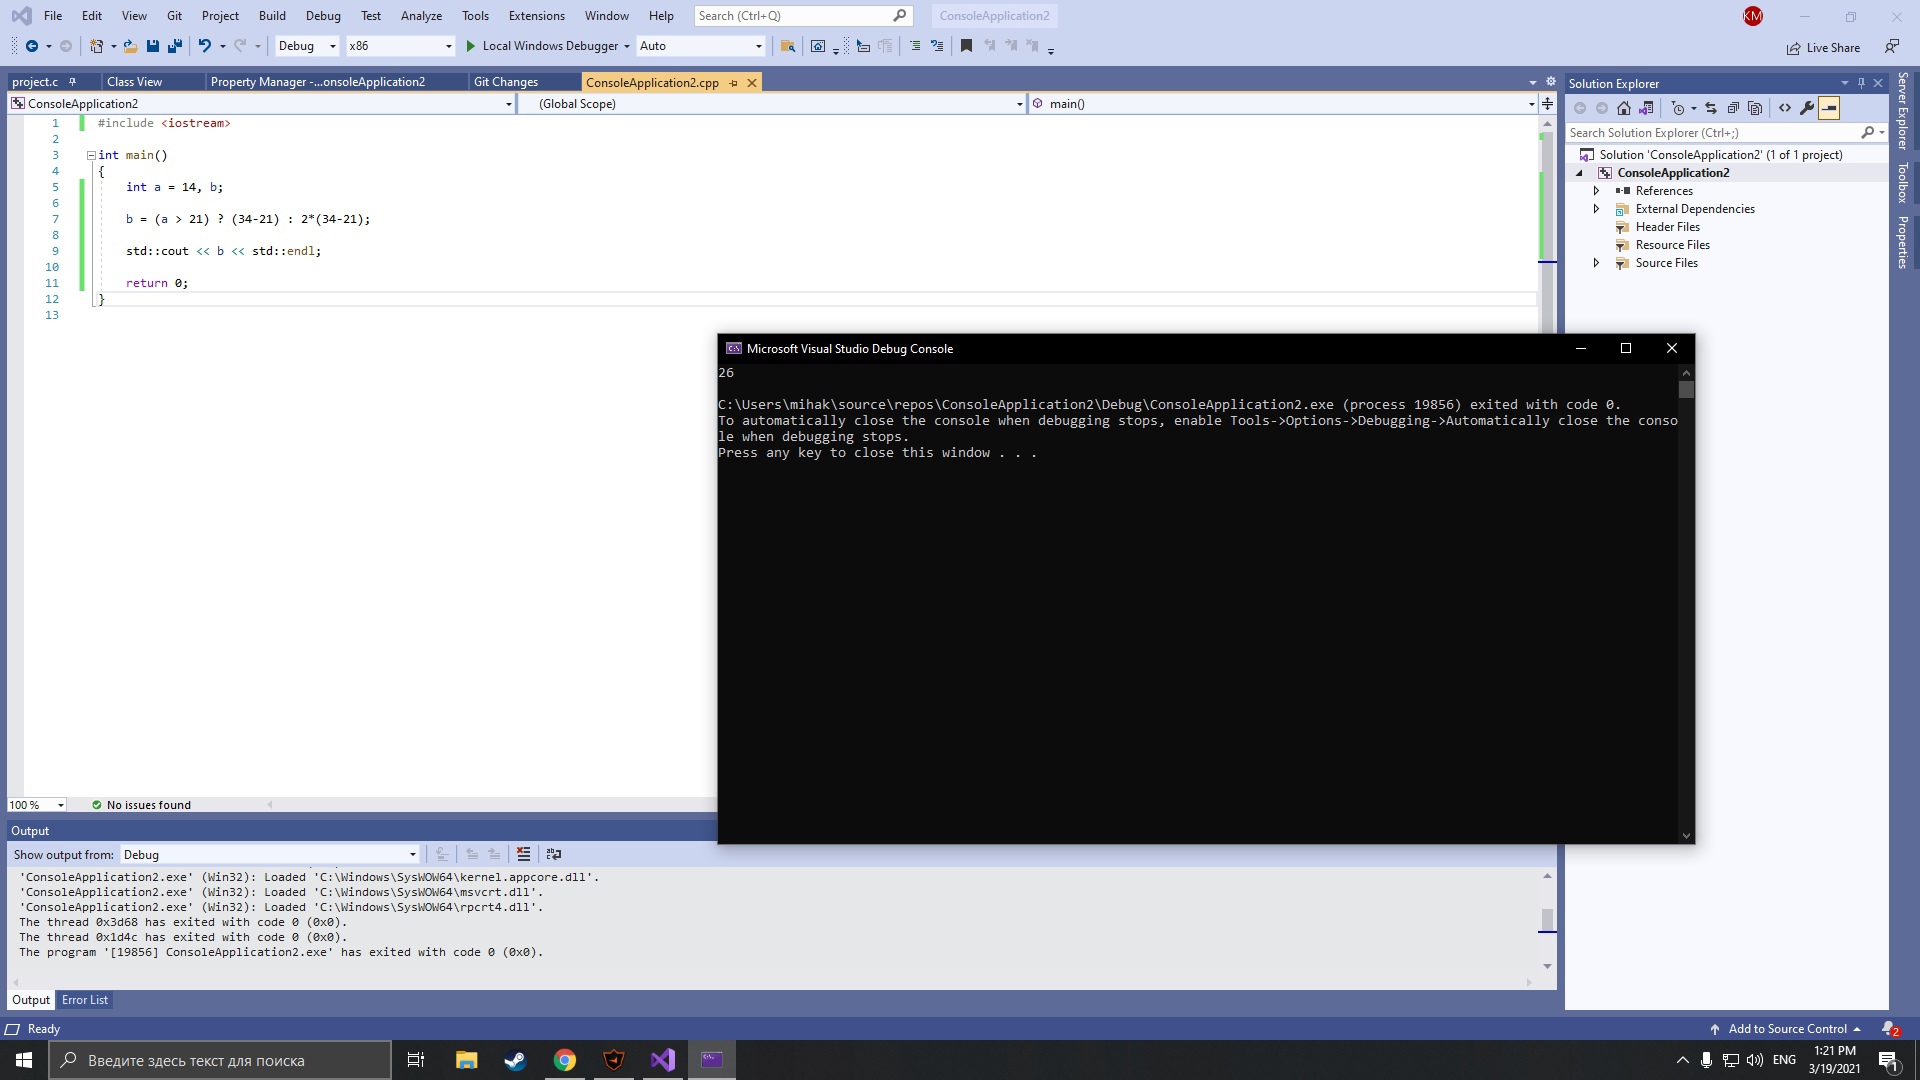 File Edit View Git Project Build Debug Test Analyze Tools Extensions Window Help Search (Ctrl+Q) ConsoleApplication2 KM
Debug x86 Local Windows Debugger Auto Live Share
project.c Class View Property Manager -...onsoleApplication2 Git Changes ConsoleApplication2.cpp
ConsoleApplication2 (Global Scope) main()
1 #include <iostream>
2
3 int main()
4 {
5 int a = 14, b;
6
7 b = (a > 21) ? (34-21) : 2*(34-21);
8
9 std::cout << b << std::endl;
10
11 return 0;
12 }
13
Solution Explorer
Search Solution Explorer (Ctrl+;)
Solution 'ConsoleApplication2' (1 of 1 project)
ConsoleApplication2
References
External Dependencies
Header Files
Resource Files
Source Files
Server Explorer
Toolbox
Properties
Microsoft Visual Studio Debug Console
26
C:\Users\mihak\source\repos\ConsoleApplication2\Debug\ConsoleApplication2.exe (process 19856) exited with code 0.
To automatically close the console when debugging stops, enable Tools->Options->Debugging->Automatically close the conso
le when debugging stops.
Press any key to close this window . . .
100 % No issues found
Output
Show output from: Debug
'ConsoleApplication2.exe' (Win32): Loaded 'C:\Windows\SysWOW64\kernel.appcore.dll'.
'ConsoleApplication2.exe' (Win32): Loaded 'C:\Windows\SysWOW64\msvcrt.dll'.
'ConsoleApplication2.exe' (Win32): Loaded 'C:\Windows\SysWOW64\rpcrt4.dll'.
The thread 0x3d68 has exited with code 0 (0x0).
The thread 0x1d4c has exited with code 0 (0x0).
The program '[19856] ConsoleApplication2.exe' has exited with code 0 (0x0).
Output Error List
Ready Add to Source Control 2
Введите здесь текст для поиска ENG 1:21 PM
3/19/2021 1